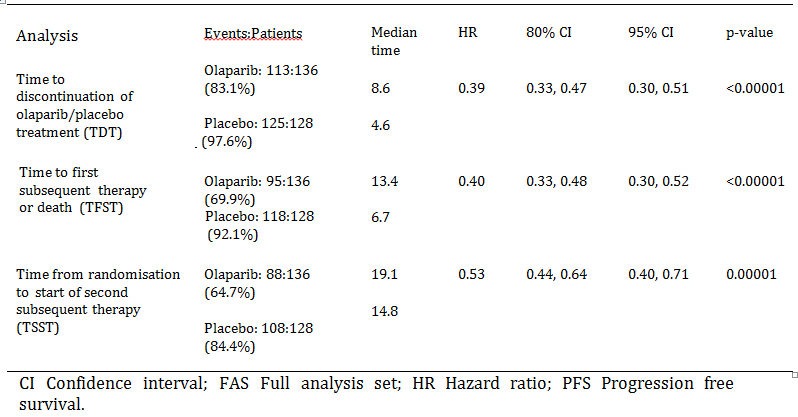 Analysis Events:Patients Median time HR 80% CI 95% CI p-value
Time to discontinuation of olaparib/placebo treatment (TDT)
Olaparib: 113:136 (83.1%) 8.6 0.39 0.33, 0.47 0.30, 0.51 <0.00001
Placebo: 125:128 . (97.6%) 4.6
Time to first subsequent therapy or death (TFST)
Olaparib: 95:136 (69.9%) 13.4 0.40 0.33, 0.48 0.30, 0.52 <0.00001
Placebo: 118:128 (92.1%) 6.7
Time from randomisation to start of second subsequent therapy (TSST)
Olaparib: 88:136 (64.7%) 19.1 0.53 0.44, 0.64 0.40, 0.71 0.00001
Placebo: 108:128 (84.4%) 14.8
CI Confidence interval; FAS Full analysis set; HR Hazard ratio; PFS Progression free
survival.